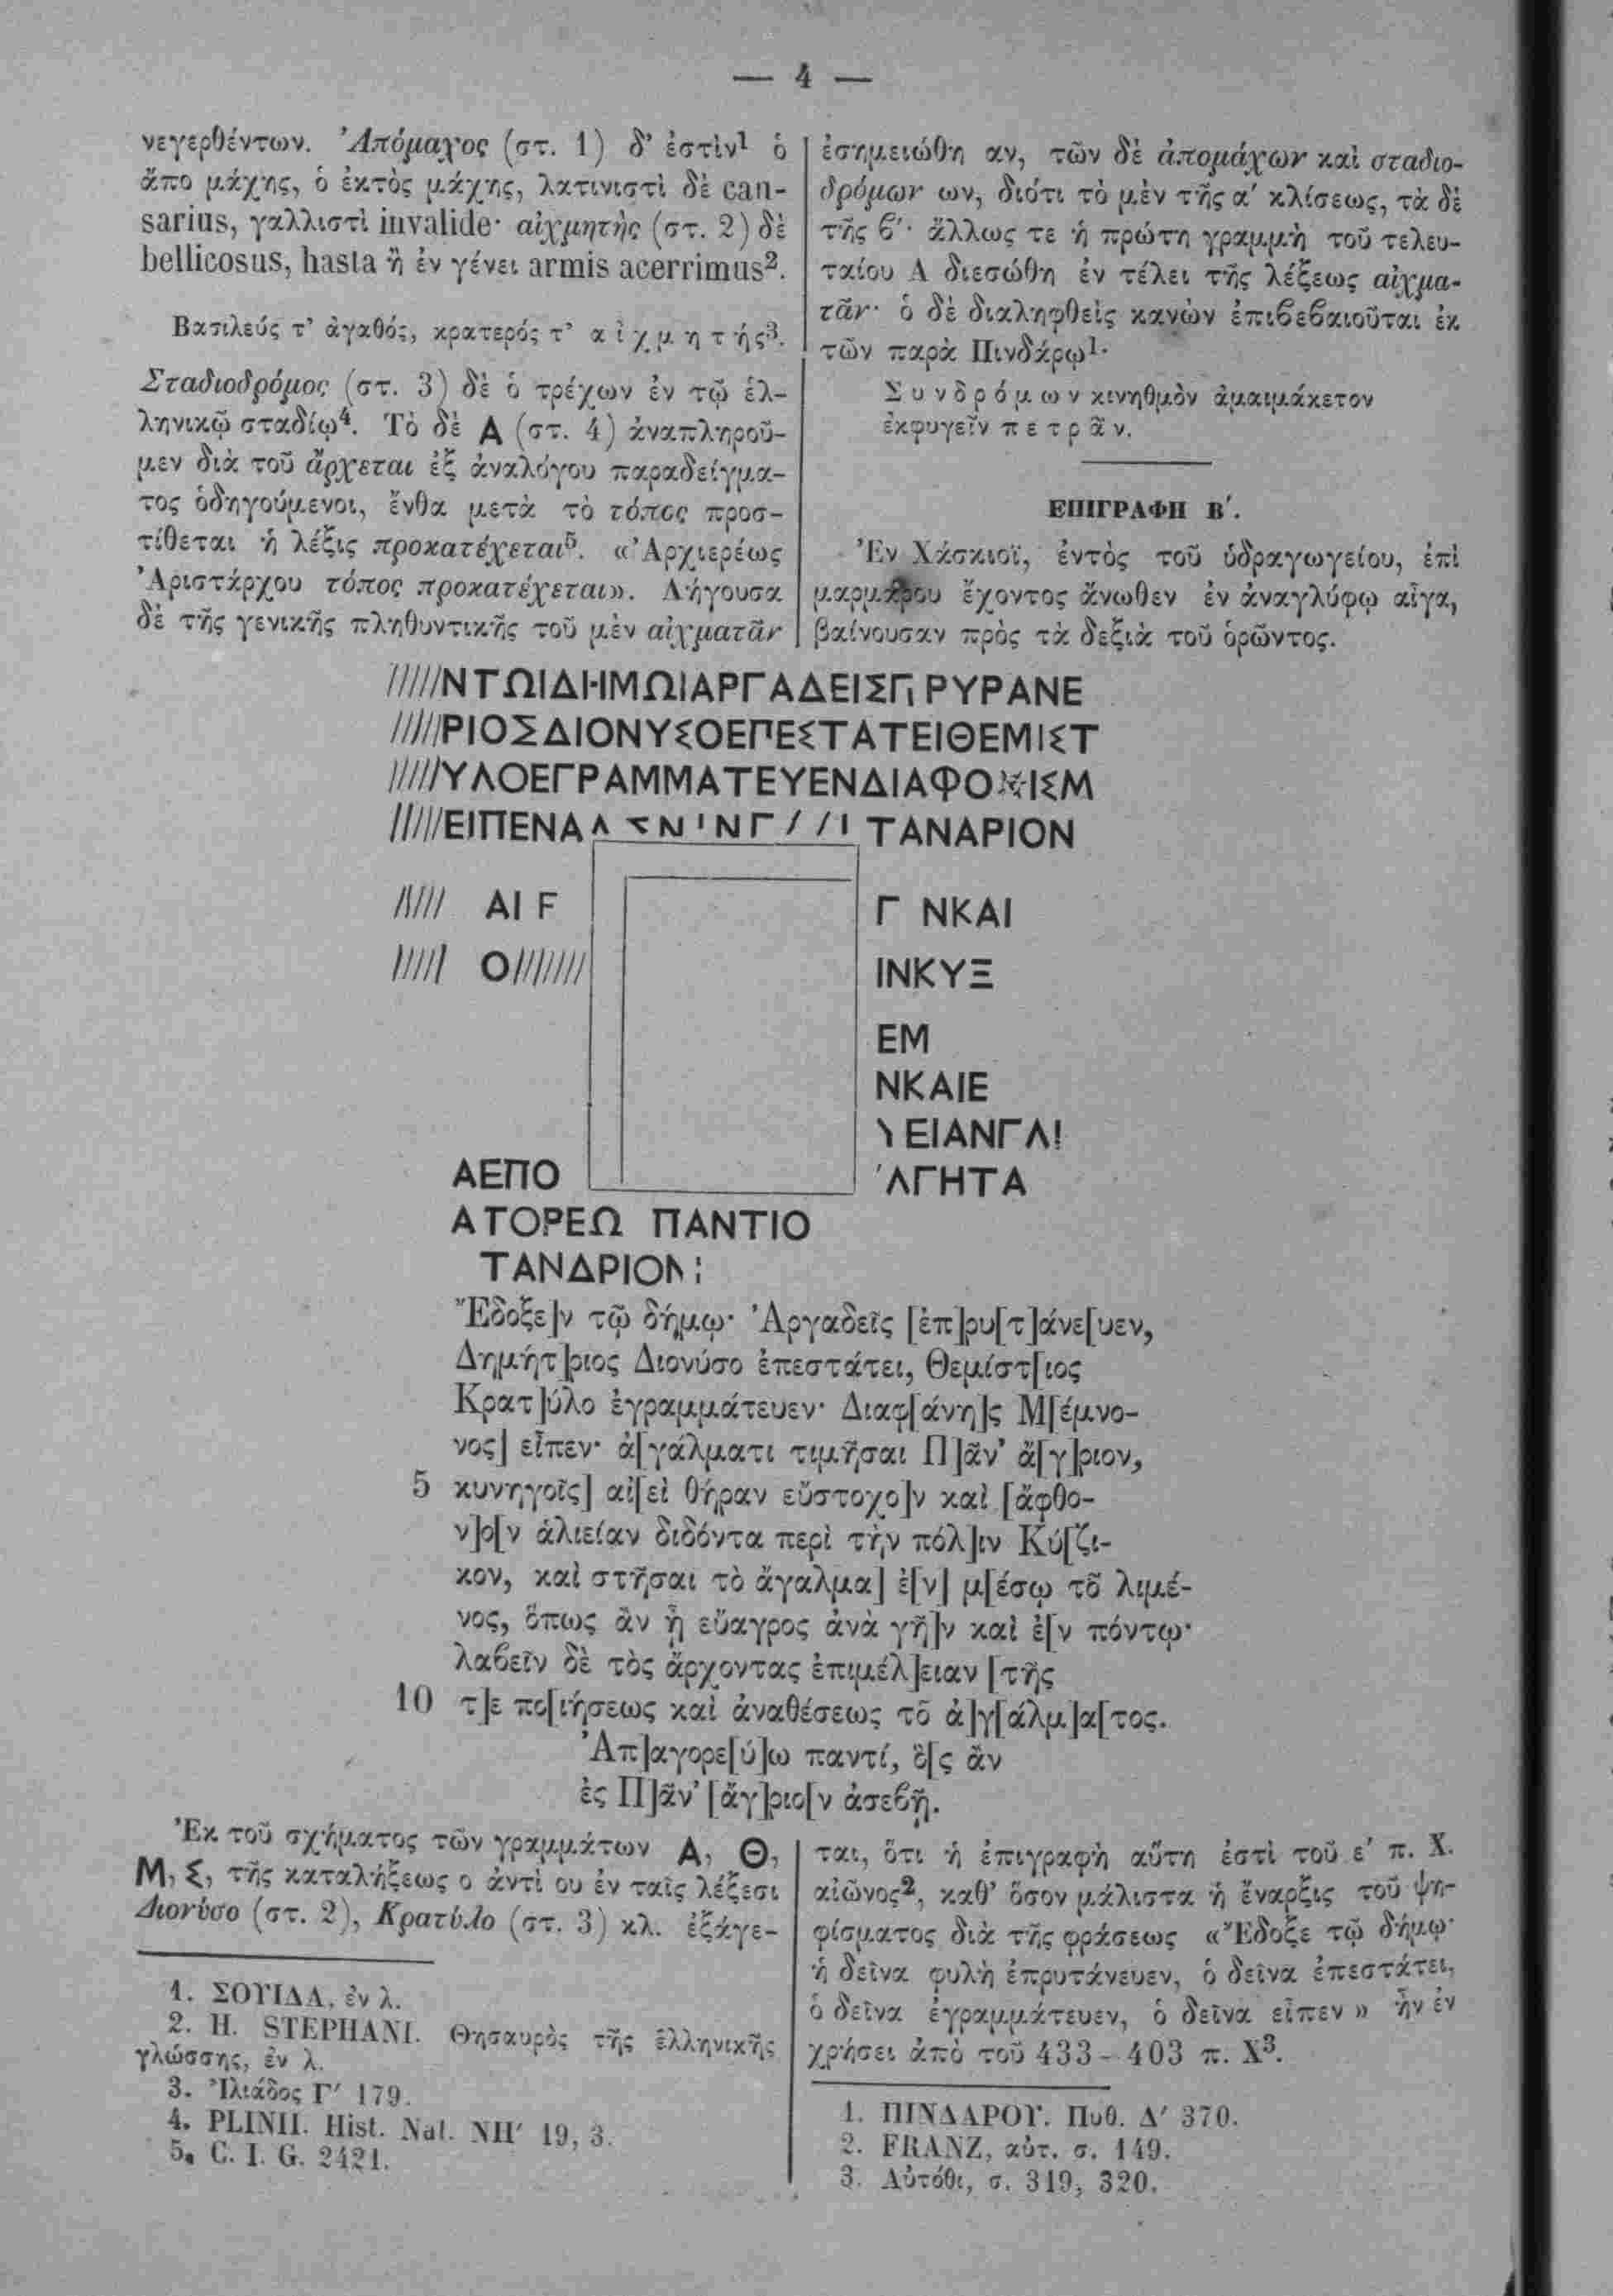 — 4 —
νεγερθέντων. Ἀπόμαχος (στ. 1) δ’ ἐστὶν¹ ὁ
ἄπο μάχης, ὁ ἐκτὸς μάχης, λατινιστὶ δὲ can-
sarius, γαλλιστὶ invalide· αἰχμητὴς (στ. 2) δὲ
bellicosus, hasta ἢ ἐν γένει armis acerrimus².
Βασιλεύς τ’ ἀγαθός, κρατερός τ’ αἰχμητής³.
Σταδιοδρόμος (στ. 3) δὲ ὁ τρέχων ἐν τῷ ἑλ-
ληνικῷ σταδίῳ⁴. Τὸ δὲ Α (στ. 4) ἀναπληροῦ-
μεν διὰ τοῦ ἄρχεται ἐξ ἀναλόγου παραδείγμα-
τος ὁδηγούμενοι, ἔνθα μετὰ τὸ τόπος προσ-
τίθεται ἡ λέξις προκατέχεται⁵. «Ἀρχιερέως
Ἀριστάρχου τόπος προκατέχεται». Λήγουσα
δὲ τῆς γενικῆς πληθυντικῆς τοῦ μὲν αἰχματᾶν
ἐσημειώθη αν, τῶν δὲ ἀπομάχων καὶ σταδιο-
δρόμων ων, διότι τὸ μὲν τῆς α′ κλίσεως, τὰ δὲ
τῆς β′· ἄλλως τε ἡ πρώτη γραμμὴ τοῦ τελευ-
ταίου Α διεσώθη ἐν τέλει τῆς λέξεως αἰχμα-
τᾶν· ὁ δὲ διαληφθεὶς κανὼν ἐπιβεβαιοῦται ἐκ
τῶν παρὰ Πινδάρῳ¹·
Συνδρόμων κινηθμὸν ἀμαιμάκετον
ἐκφυγεῖν πετρᾶν.
ΕΠΙΓΡΑΦΗ Β′.
Ἐν Χάσκιοϊ, ἐντὸς τοῦ ὑδραγωγείου, ἐπὶ
μαρμάρου ἔχοντος ἄνωθεν ἐν ἀναγλύφῳ αἶγα,
βαίνουσαν πρὸς τὰ δεξιὰ τοῦ ὁρῶντος.
/////ΝΤΩΙΔΗΜΩΙΑΡΓΑΔΕΙΣΓΙΡΥΡΑΝΕ
/////ΡΙΟΣΔΙΟΝΥΣΟΕΠΕΣΤΑΤΕΙΘΕΜΙΣΤ
/////ΥΛΟΕΓΡΑΜΜΑΤΕΥΕΝΔΙΑΦΟ ΙΣΜ
/////ΕΙΠΕΝΑ ΤΑΝΑΡΙΟΝ
///// ΑΙ F Γ ΝΚΑΙ
///// Ο/////// ΙΝΚΥΞ
ΕΜ
ΝΚΑΙΕ
\ ΕΙΑΝΓΛΙ
ΑΕΠΟ ΛΓΗΤΑ
ΑΤΟΡΕΩ ΠΑΝΤΙΟ
ΤΑΝΔΡΙΟΝ
Ἔδοξε]ν τῷ δήμῳ· Ἀργαδεῖς [ἐπ]ρυ[τ]άνε[υεν,
Δημήτ]ριος Διονύσο ἐπεστάτει, Θεμίστ[ιος
Κρατ]ύλο ἐγραμμάτευεν· Διαφ[άνη]ς Μ[έμνο-
νος] εἶπεν· ἀ[γάλματι τιμῆσαι Π]ᾶν’ ἄ[γ]ριον,
5 κυνηγοῖς] αἰ[εὶ θήραν εὔστοχο]ν καὶ [ἄφθο-
ν]ο[ν ἁλιείαν διδόντα περὶ τὴν πόλ]ιν Κύ[ζι-
κον, καὶ στῆσαι τὸ ἄγαλμα] ἐ[ν] μ[έσῳ τõ λιμέ-
νος, ὅπως ἂν ᾖ εὔαγρος ἀνὰ γῆ]ν καὶ ἐ[ν πόντῳ·
λαβεῖν δὲ τὸς ἄρχοντας ἐπιμέλ]ειαν [τῆς
10 τ]ε πο[ιήσεως καὶ ἀναθέσεως τõ ἀ]γ[άλμ]α[τος.
Ἀπ]αγορε[ύ]ω παντί, ὃ[ς ἂν
ἐς Π]ᾶν’ [ἄγ]ριο[ν ἀσεβῇ.
Ἐκ τοῦ σχήματος τῶν γραμμάτων Α, Θ,
Μ, Σ, τῆς καταλήξεως ο ἀντὶ ου ἐν ταῖς λέξεσι
Διονύσο (στ. 2), Κρατύλο (στ. 3) κλ. ἐξάγε-
ται, ὅτι ἡ ἐπιγραφὴ αὕτη ἐστὶ τοῦ ε′ π. Χ.
αἰῶνος², καθ’ ὅσον μάλιστα ἡ ἔναρξις τοῦ ψη-
φίσματος διὰ τῆς φράσεως «Ἔδοξε τῷ δήμῳ·
ἡ δεῖνα φυλὴ ἐπρυτάνευεν, ὁ δεῖνα ἐπεστάτει,
ὁ δεῖνα ἐγραμμάτευεν, ὁ δεῖνα εἶπεν» ἦν ἐν
χρήσει ἀπὸ τοῦ 433 - 403 π. Χ³.
1. ΣΟΥΙΔΑ, ἐν λ.
2. H. STEPHANI. Θησαυρὸς τῆς ἑλληνικῆς
γλώσσης, ἐν λ.
3. Ἰλιάδος Γ′ 179.
4. PLINII. Hist. Nat. ΝΗ′ 19, 3.
5. C. I. G. 2421.
1. ΠΙΝΔΑΡΟΥ. Πυθ. Δ′ 370.
2. FRANZ, αὐτ. σ. 149.
3. Αὐτόθι, σ. 319, 320.